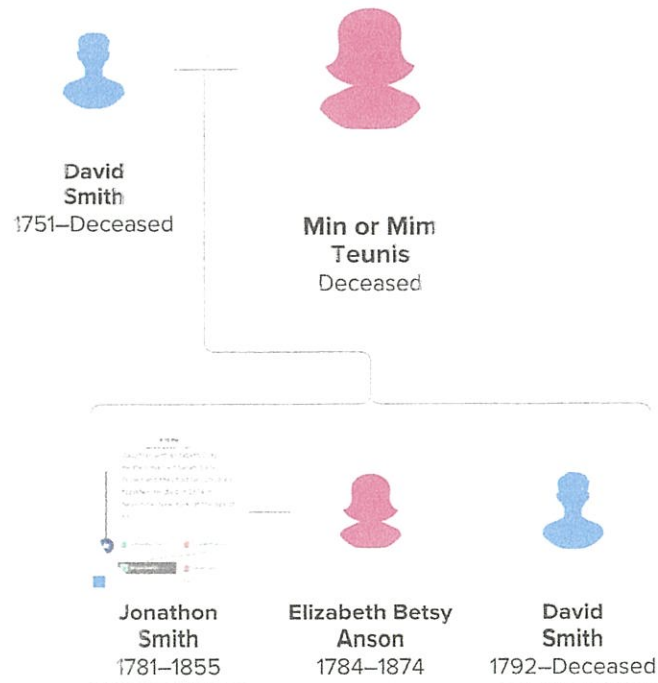 David
Smith
1751–Deceased
Min or Mim
Teunis
Deceased
Jonathon
Smith
1781–1855
Elizabeth Betsy
Anson
1784–1874
David
Smith
1792–Deceased